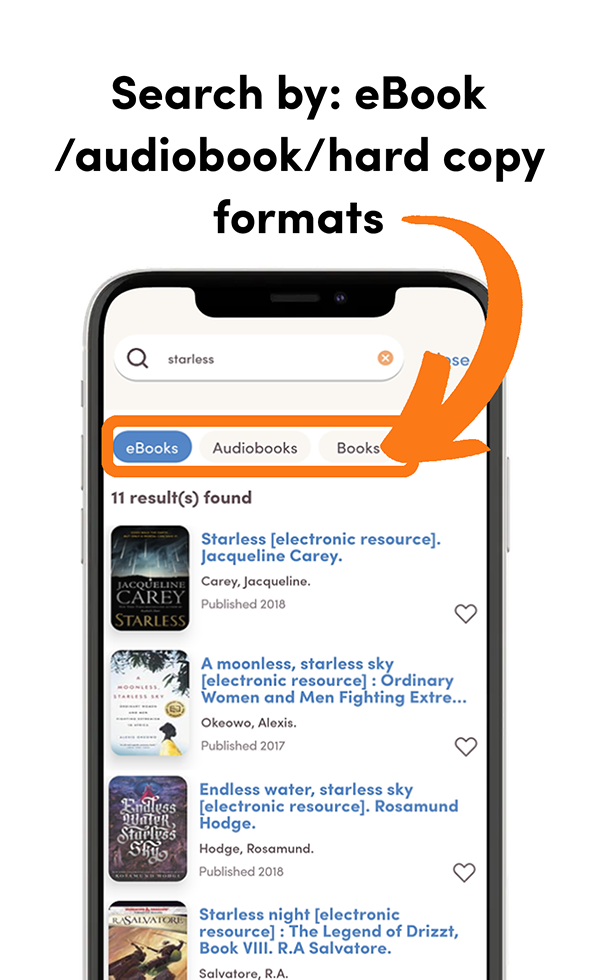 Search by: eBook
/audiobook/hard copy
formats
starless
eBooks
Audiobooks
Books
11 result(s) found
JACQUELINE
CAREY
STARLESS
Starless [electronic resource].
Jacqueline Carey.
Carey, Jacqueline.
Published 2018
A MOONLESS,
STARLESS SKY
A moonless, starless sky
[electronic resource] : Ordinary
Women and Men Fighting Extre...
Okeowo, Alexis.
Published 2017
Endless
Water
Starless
Sky
ROSAMUND HODGE
Endless water, starless sky
[electronic resource]. Rosamund
Hodge.
Hodge, Rosamund.
Published 2018
R.A.SALVATORE
Starless night [electronic
resource] : The Legend of Drizzt,
Book VIII. R.A Salvatore.
Salvatore, R.A.